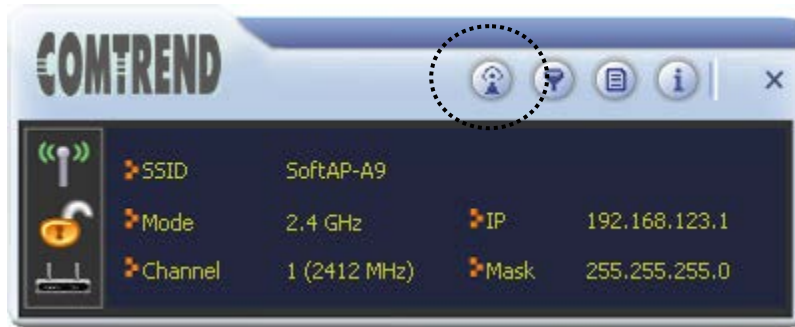 COMTREND
i
SSID SoftAP-A9
Mode 2.4 GHz IP 192.168.123.1
Channel 1 (2412 MHz) Mask 255.255.255.0